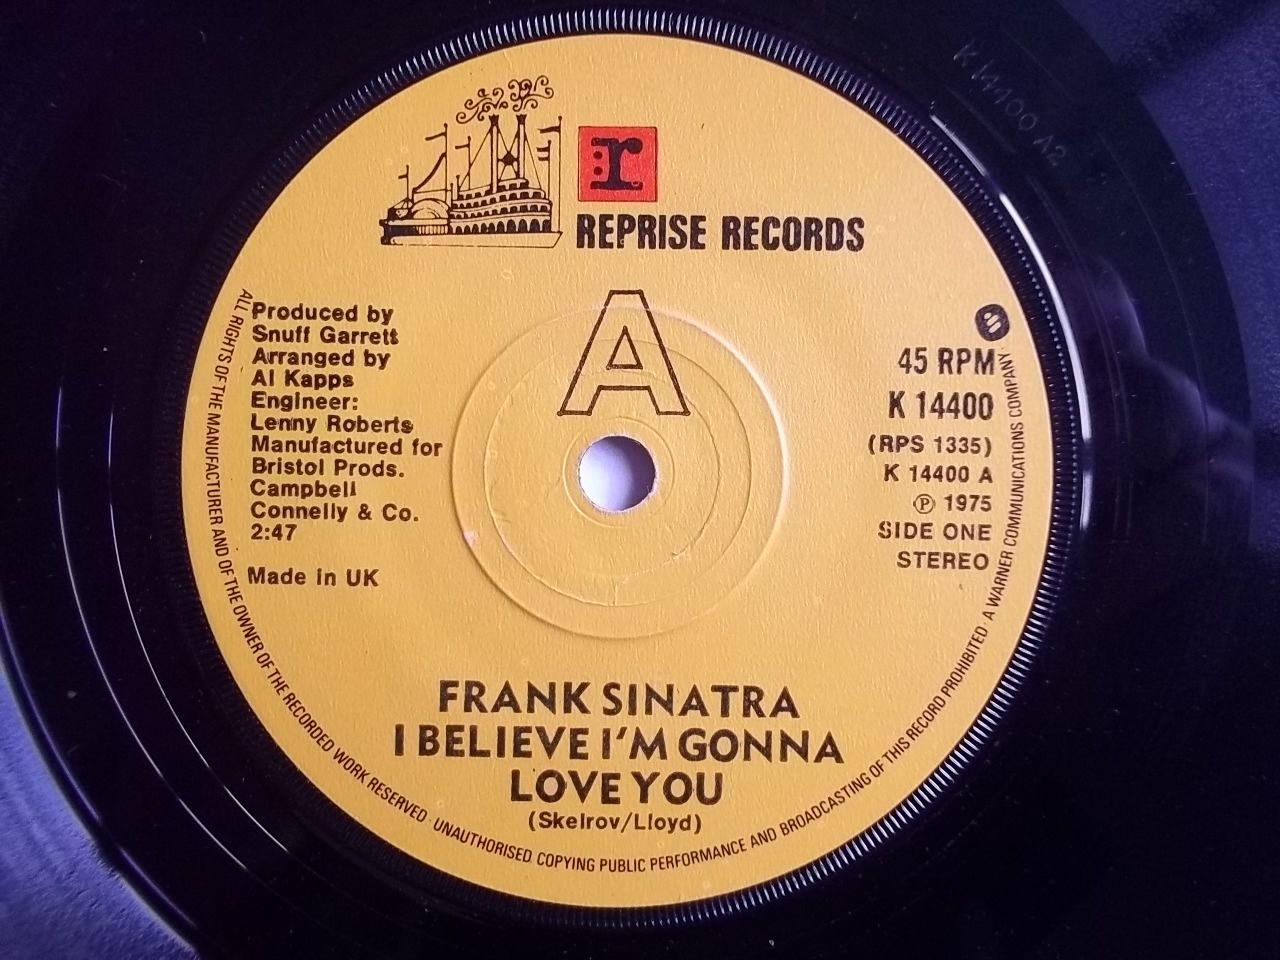 r
REPRISE RECORDS
A
Produced by
Snuff Garrett
Arranged by
Al Kapps
Engineer:
Lenny Roberts
Manufactured for
Bristol Prods.
Campbell
Connelly & Co.
2:47
Made in UK
45 RPM
K 14400
(RPS 1335)
K 14400 A
Ⓟ 1975
SIDE ONE
STEREO
FRANK SINATRA
I BELIEVE I'M GONNA
LOVE YOU
(Skelrov/Lloyd)
ALL RIGHTS OF THE MANUFACTURER AND OF THE OWNER OF THE RECORDED WORK RESERVED · UNAUTHORISED COPYING PUBLIC PERFORMANCE AND BROADCASTING OF THIS RECORD PROHIBITED · A WARNER COMMUNICATIONS COMPANY
K 14400 A2